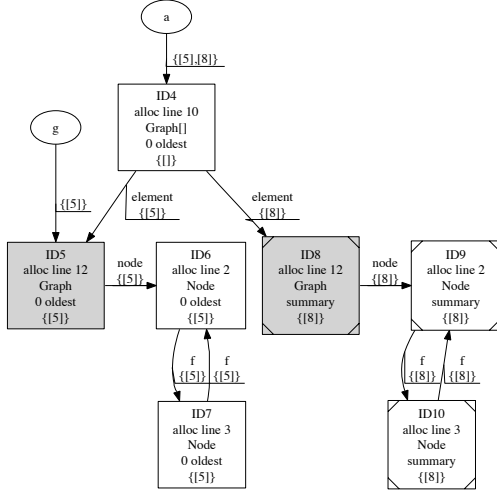 a
{[5],[8]}
ID4
alloc line 10
Graph[]
0 oldest
{[]}
g
{[5]}
element
{[5]}
element
{[8]}
ID5
alloc line 12
Graph
0 oldest
{[5]}
node
{[5]}
ID6
alloc line 2
Node
0 oldest
{[5]}
ID8
alloc line 12
Graph
summary
{[8]}
node
{[8]}
ID9
alloc line 2
Node
summary
{[8]}
f
{[5]}
f
{[5]}
f
{[8]}
f
{[8]}
ID7
alloc line 3
Node
0 oldest
{[5]}
ID10
alloc line 3
Node
summary
{[8]}